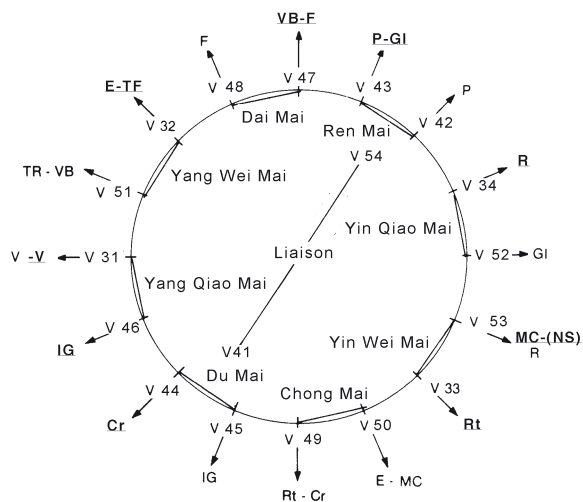 VB-F
F
P-GI
V 47
V 48
V 43
E-TF
P
Dai Mai
V 42
V 32
Ren Mai
V 54
TR - VB
Yang Wei Mai
R
V 51
V 34
Yin Qiao Mai
V -V
V 31
Liaison
V 52
GI
Yang Qiao Mai
V 53
V 46
Yin Wei Mai
MC-(NS)
R
IG
V41
Du Mai
V 44
Chong Mai
V 33
Cr
V 45
V 49
V 50
Rt
IG
E - MC
Rt - Cr